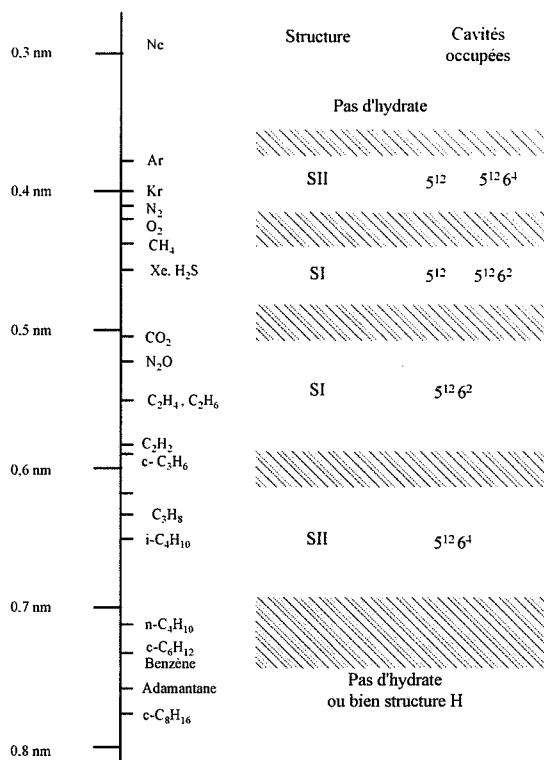 Structure
Cavités
occupées
0.3 nm
Ne
Pas d'hydrate
Ar
SII
5¹² 5¹²6⁴
0.4 nm
Kr
N₂
O₂
CH₄
Xe. H₂S
SI
5¹² 5¹²6²
0.5 nm
CO₂
N₂O
C₂H₄ , C₂H₆
SI
5¹²6²
C₂H₂
c- C₃H₆
0,6 nm
C₃H₈
i-C₄H₁₀
SII
5¹²6⁴
0.7 nm
n-C₄H₁₀
c-C₆H₁₂
Benzène
Adamantane
Pas d'hydrate
ou bien structure H
c-C₈H₁₆
0.8 nm